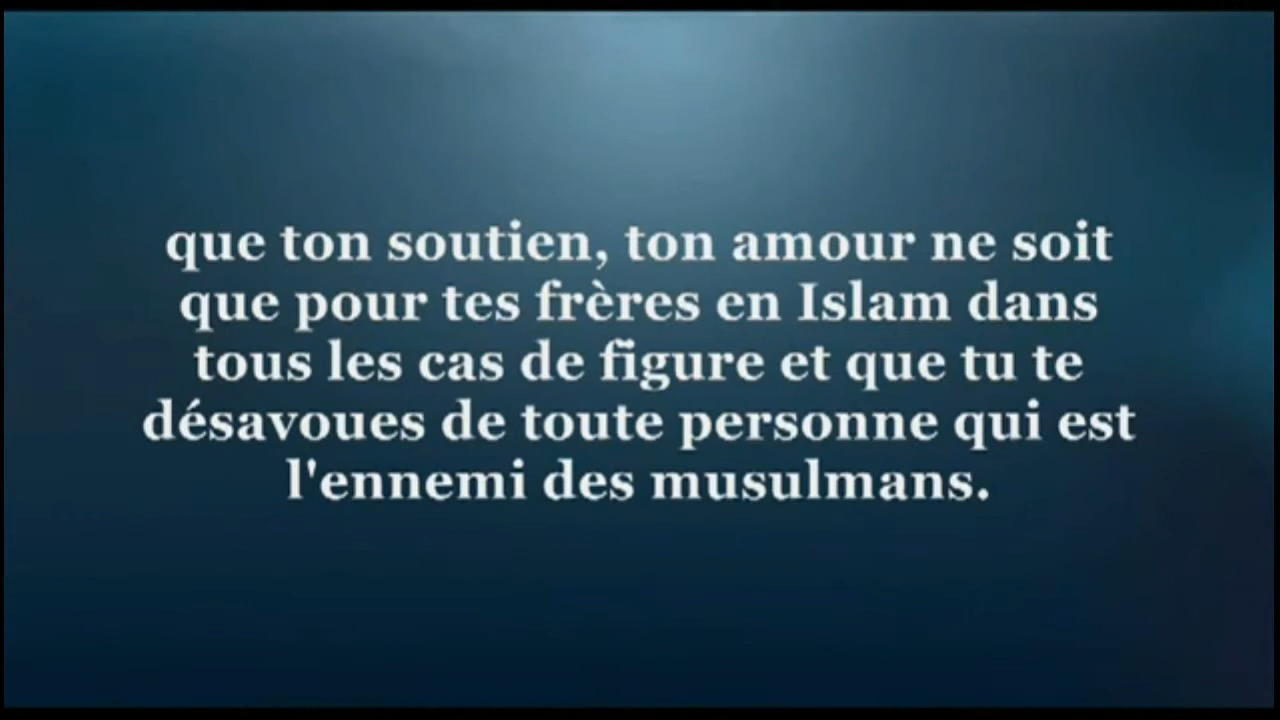 que ton soutien, ton amour ne soit
que pour tes frères en Islam dans
tous les cas de figure et que tu te
désavoues de toute personne qui est
l'ennemi des musulmans.